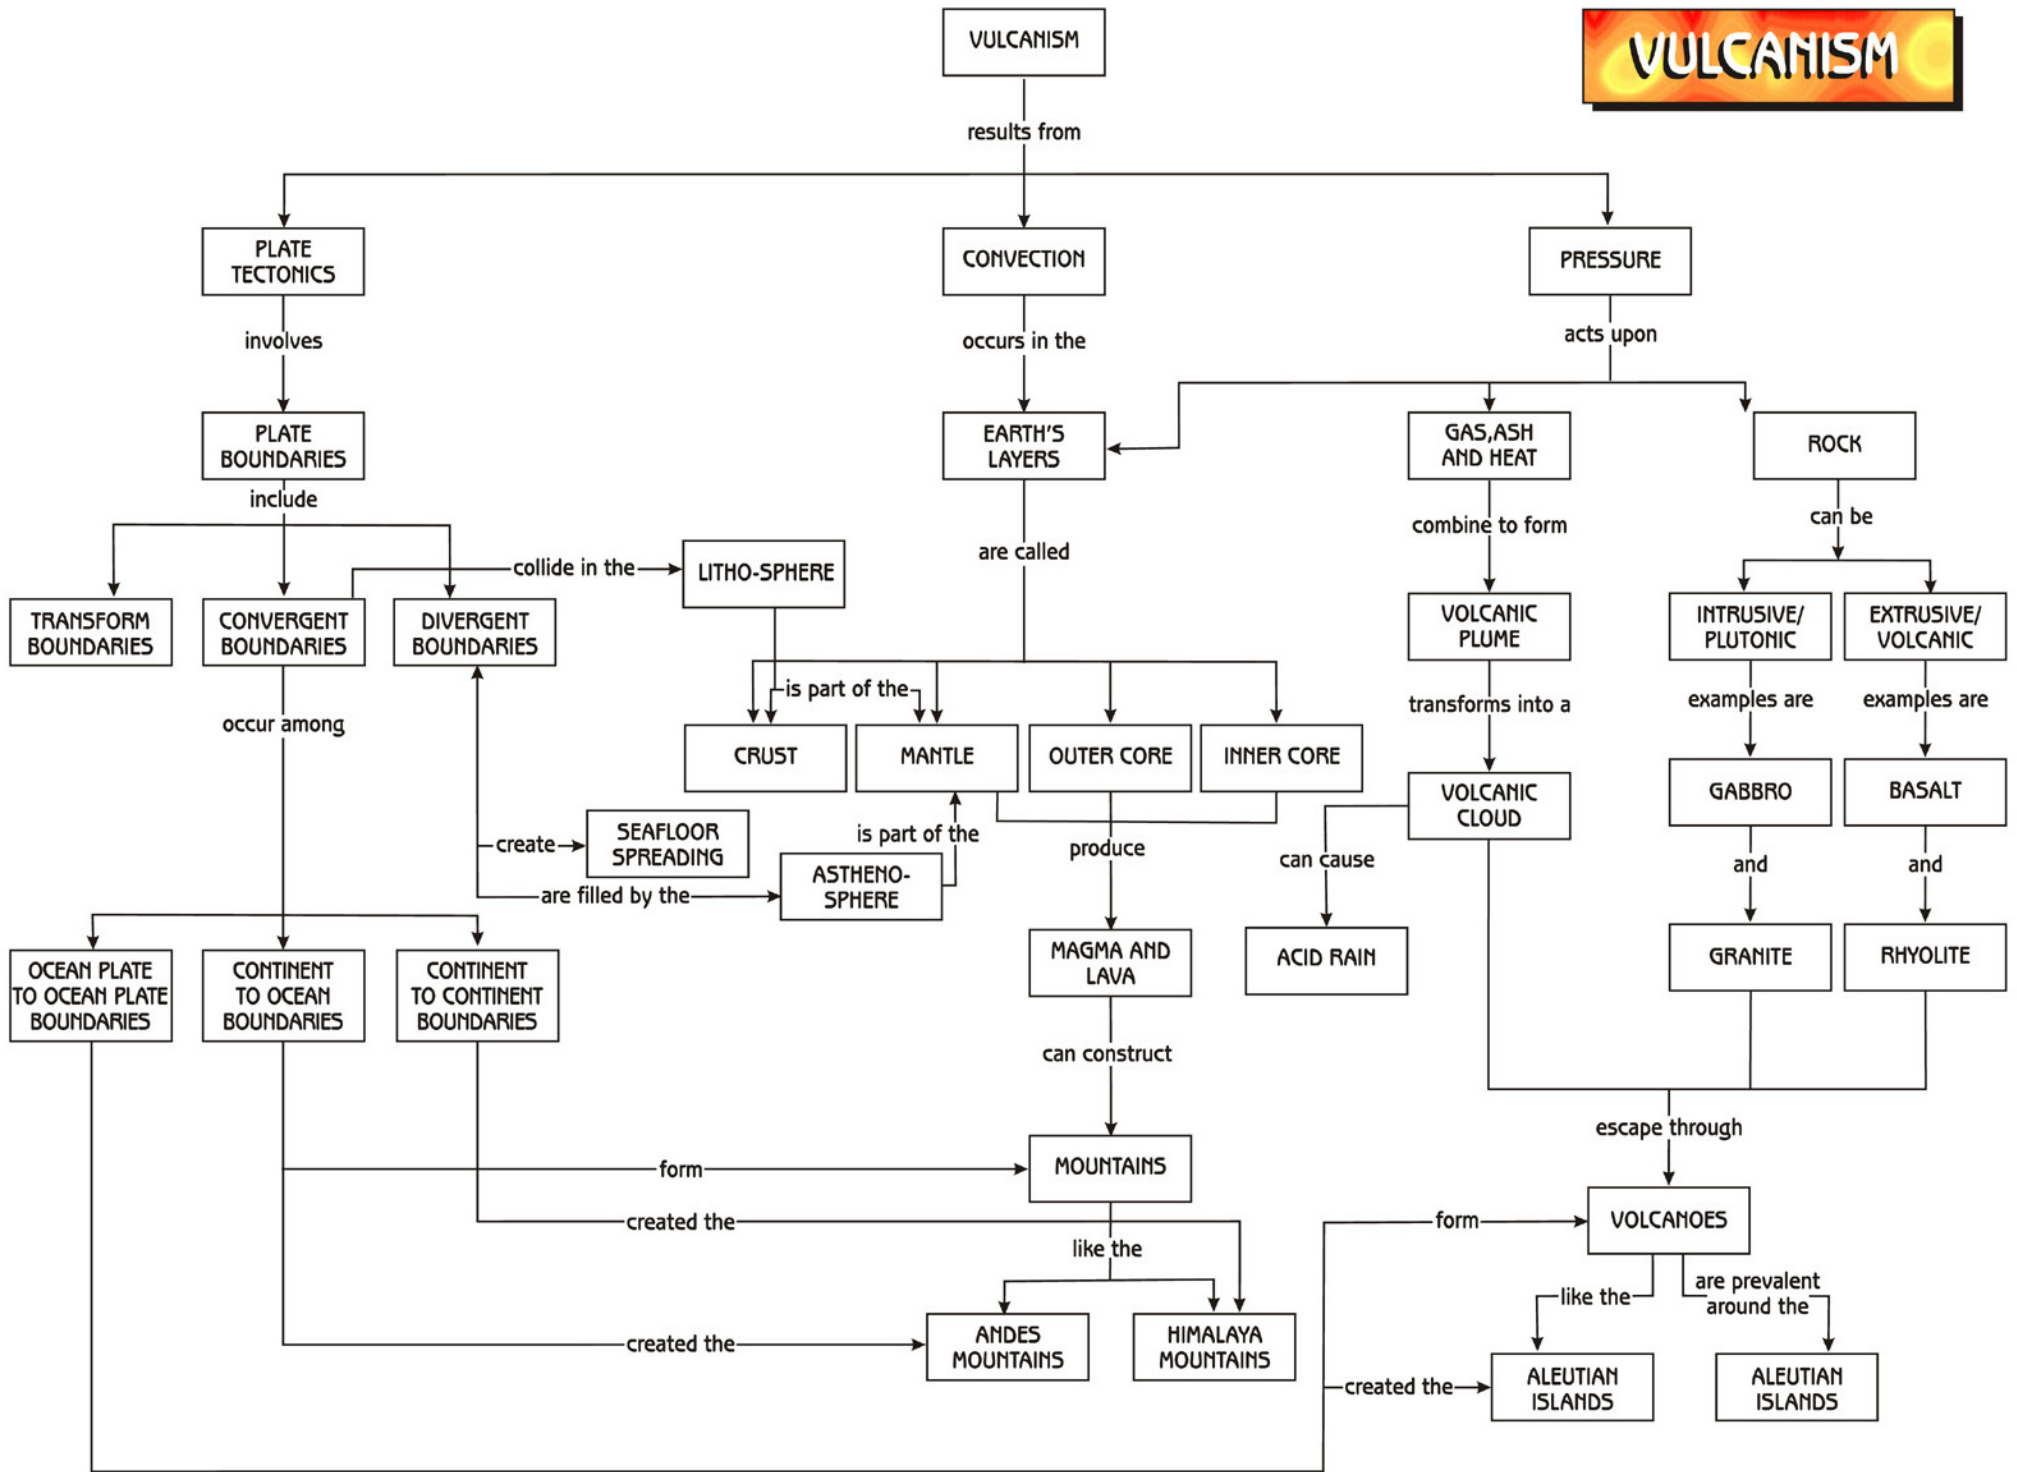 VULCANISM
VULCANISM
results from
PLATE
TECTONICS
CONVECTION
PRESSURE
involves
occurs in the
acts upon
PLATE
BOUNDARIES
EARTH'S
LAYERS
GAS,ASH
AND HEAT
ROCK
include
are called
combine to form
can be
collide in the
LITHO-SPHERE
TRANSFORM
BOUNDARIES
CONVERGENT
BOUNDARIES
DIVERGENT
BOUNDARIES
VOLCANIC
PLUME
INTRUSIVE/
PLUTONIC
EXTRUSIVE/
VOLCANIC
is part of the
occur among
transforms into a
examples are
examples are
CRUST
MANTLE
OUTER CORE
INNER CORE
VOLCANIC
CLOUD
GABBRO
BASALT
create
SEAFLOOR
SPREADING
is part of the
produce
can cause
and
and
are filled by the
ASTHENO-
SPHERE
OCEAN PLATE
TO OCEAN PLATE
BOUNDARIES
CONTINENT
TO OCEAN
BOUNDARIES
CONTINENT
TO CONTINENT
BOUNDARIES
MAGMA AND
LAVA
ACID RAIN
GRANITE
RHYOLITE
can construct
escape through
form
MOUNTAINS
created the
form
VOLCANOES
like the
like the
are prevalent
around the
created the
ANDES
MOUNTAINS
HIMALAYA
MOUNTAINS
created the
ALEUTIAN
ISLANDS
ALEUTIAN
ISLANDS